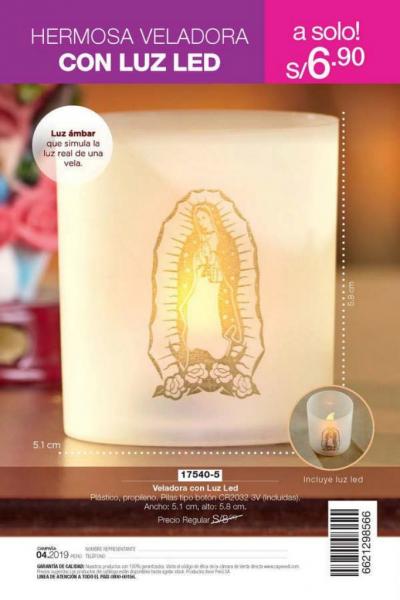 HERMOSA VELADORA
CON LUZ LED
a solo!
S/6.90
Luz ámbar
que simula la
luz real de una
vela.
5.8 cm
5.1 cm
17540-5
Veladora con Luz Led
Plástico, propileno. Pilas tipo botón CR2032 3V (incluidas).
Ancho: 5.1 cm, alto: 5.8 cm.
Precio Regular
Incluye luz led
CAMPAÑA
04.2019 PERÚ
NOMBRE REPRESENTANTE
TELÉFONO
GARANTÍA DE CALIDAD:
LÍNEA DE ATENCIÓN A TODO EL PAÍS
6621298566